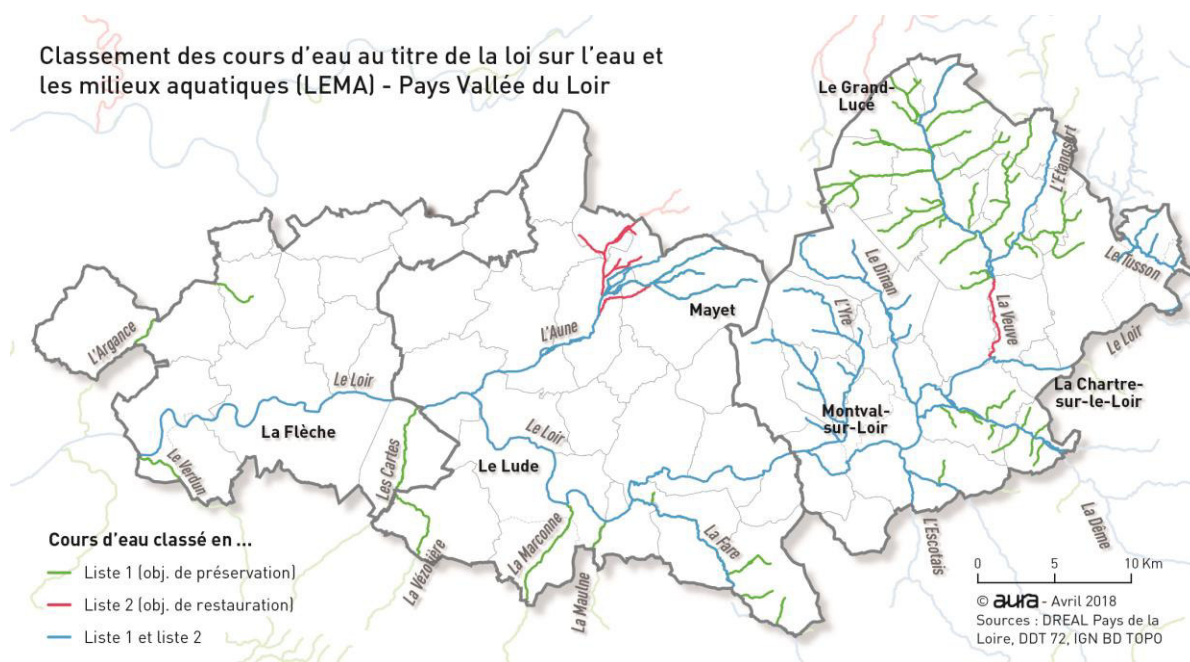 Classement des cours d'eau au titre de la loi sur l'eau et
les milieux aquatiques (LEMA) - Pays Vallée du Loir
Le Grand-
Lucé
L'Etangsort
Le Tusson
Le Dinan
L'Yre
Mayet
La Veuve
Le Loir
L'Aune
L'Argance
Le Loir
La Chartre-
sur-le-Loir
Montval-
sur-Loir
La Flèche
Le Loir
Le Lude
Les Cartes
Le Verdun
La Fare
La Marconne
La Vézolière
La Maulne
L'Escotais
La Dême
Cours d'eau classé en ...
Liste 1 (obj. de préservation)
Liste 2 (obj. de restauration)
Liste 1 et liste 2
0 5 10 Km
© aura - Avril 2018
Sources : DREAL Pays de la
Loire, DDT 72, IGN BD TOPO